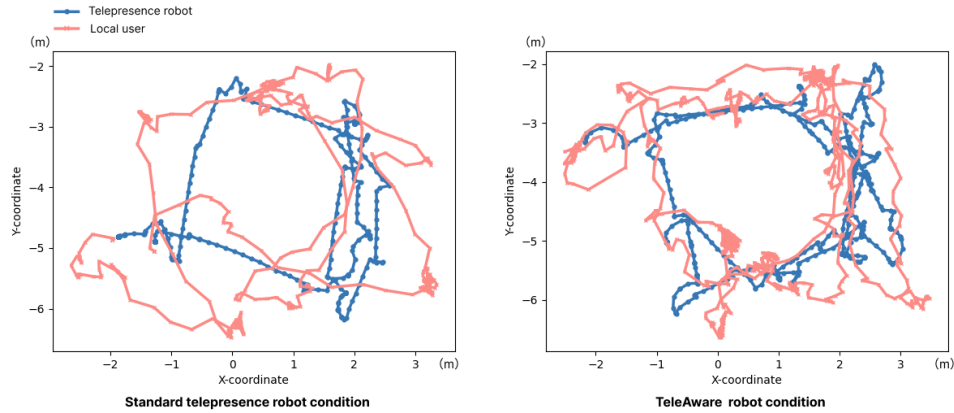 Telepresence robot
Local user
(m)
−2
−3
−4
−5
−6
Y-coordinate
−2
−1
0
1
2
3
(m)
X-coordinate
Standard telepresence robot condition
(m)
−2
−3
−4
−5
−6
Y-coordinate
−2
−1
0
1
2
3
(m)
X-coordinate
TeleAware robot condition